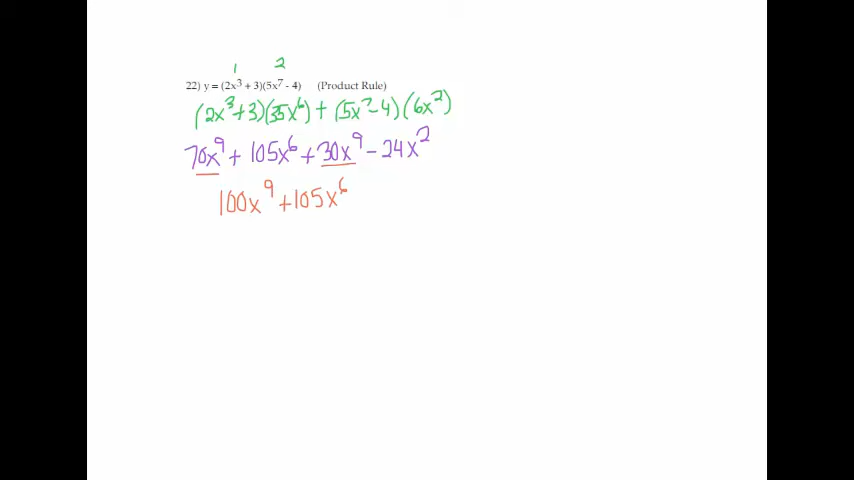 1 2
22) y = (2x³ + 3)(5x⁷ - 4) (Product Rule)
(2x³+3)(35x⁶) + (5x⁷-4)(6x²)
70x⁹ + 105x⁶ + 30x⁹ - 24x²
100x⁹ + 105x⁶